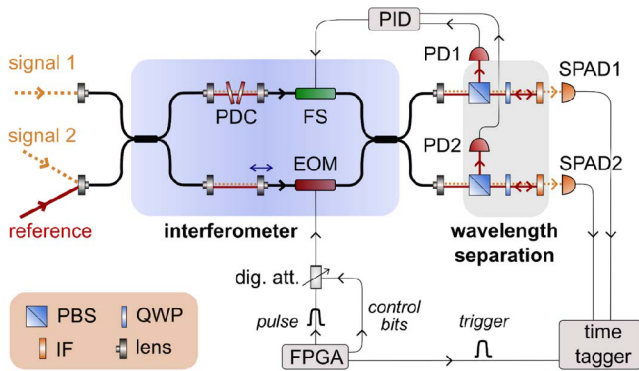 PID
signal 1
PD1
SPAD1
PDC
FS
signal 2
PD2
SPAD2
EOM
reference
interferometer
wavelength
separation
dig. att.
PBS
QWP
IF
lens
pulse
control
bits
trigger
FPGA
time
tagger